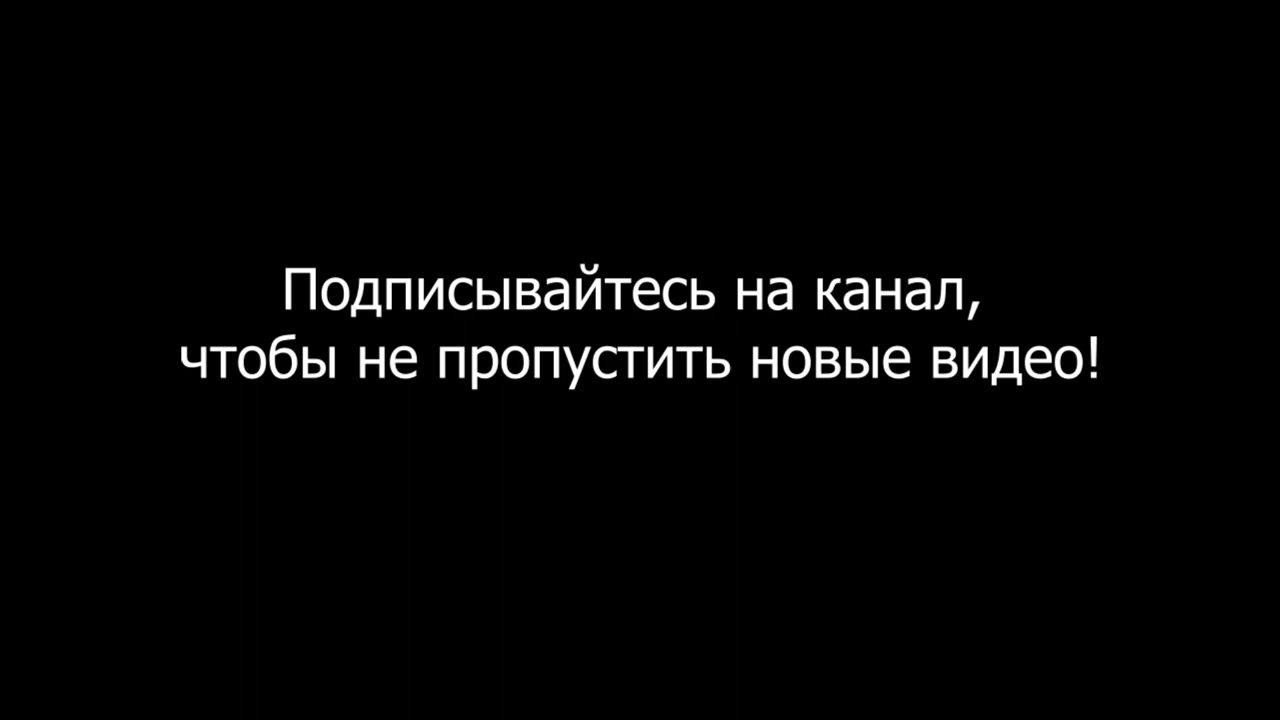 Подписывайтесь на канал,
чтобы не пропустить новые видео!